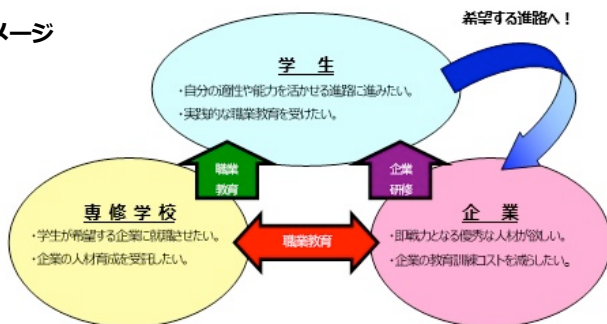 メージ
希望する進路へ！
学　生
・自分の適性や能力を活かせる進路に進みたい。
・実践的な職業教育を受けたい。
職業
教育
企業
研修
専修学校
・学生が希望する企業に就職させたい。
・企業の人材育成を受託したい。
職業教育
企　業
・即戦力となる優秀な人材が欲しい。
・企業の教育訓練コストを減らしたい。